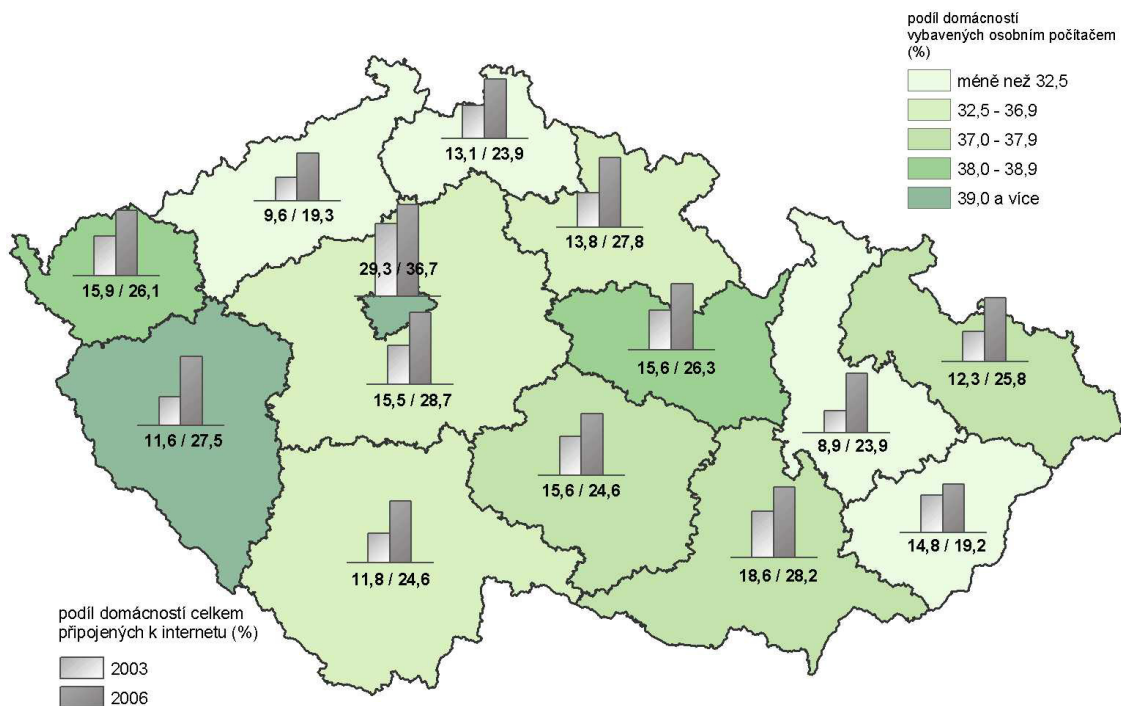 podíl domácností
vybavených osobním počítačem
(%)
méně než 32,5
32,5 - 36,9
37,0 - 37,9
38,0 - 38,9
39,0 a více
13,1 / 23,9
9,6 / 19,3
13,8 / 27,8
29,3 / 36,7
15,9 / 26,1
15,6 / 26,3
12,3 / 25,8
15,5 / 28,7
11,6 / 27,5
8,9 / 23,9
15,6 / 24,6
14,8 / 19,2
18,6 / 28,2
11,8 / 24,6
podíl domácností celkem
připojených k internetu (%)
2003
2006